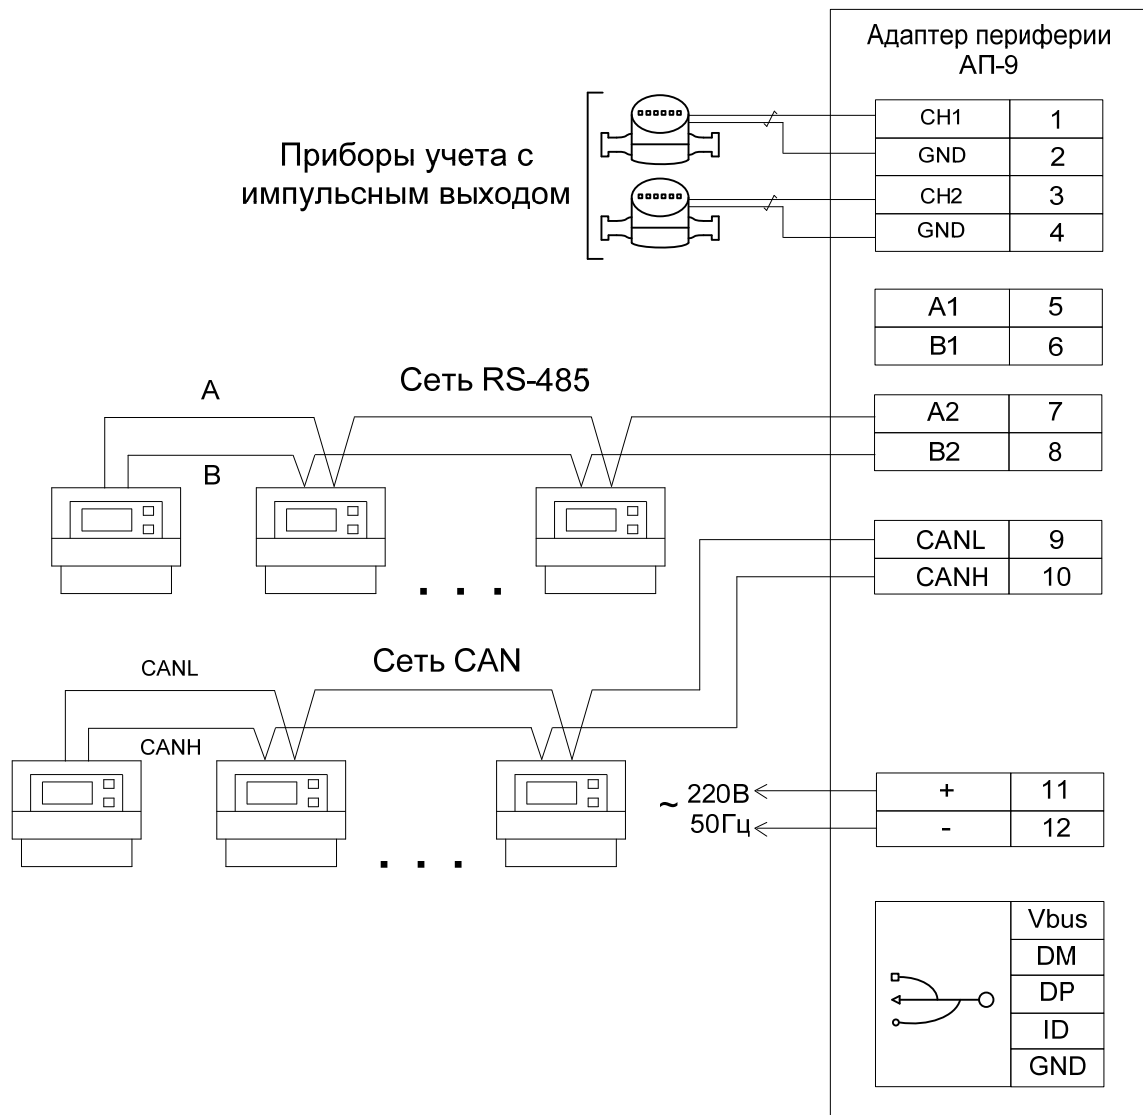 Адаптер периферии
АП-9
Приборы учета с
импульсным выходом
CH1 1
GND 2
CH2 3
GND 4
A1 5
B1 6
Сеть RS-485
A
B
A2 7
B2 8
CANL 9
CANH 10
Сеть CAN
CANL
CANH
. . .
. . .
~ 220В
50Гц
+ 11
- 12
Vbus
DM
DP
ID
GND